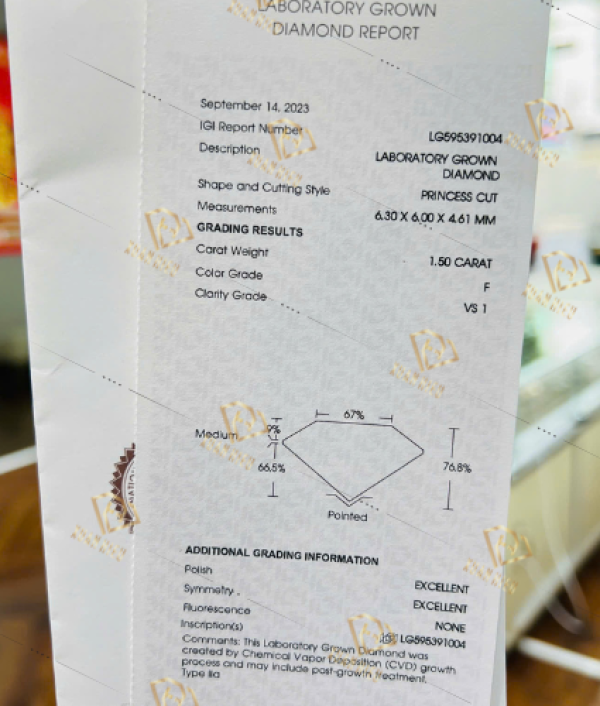 LABORATORY GROWN
DIAMOND REPORT
September 14, 2023
IGI Report Number LG595391004
Description LABORATORY GROWN
DIAMOND
Shape and Cutting Style PRINCESS CUT
Measurements 6.30 X 6.00 X 4.61 MM
GRADING RESULTS
Carat Weight 1.50 CARAT
Color Grade F
Clarity Grade VS 1
67%
Medium 9%
66.5% 76.8%
Pointed
ADDITIONAL GRADING INFORMATION
Polish EXCELLENT
Symmetry EXCELLENT
Fluorescence NONE
Inscription(s) LG595391004
Comments: This Laboratory Grown Diamond was
created by Chemical Vapor Deposition (CVD) growth
process and may include post-growth treatment.
Type IIa